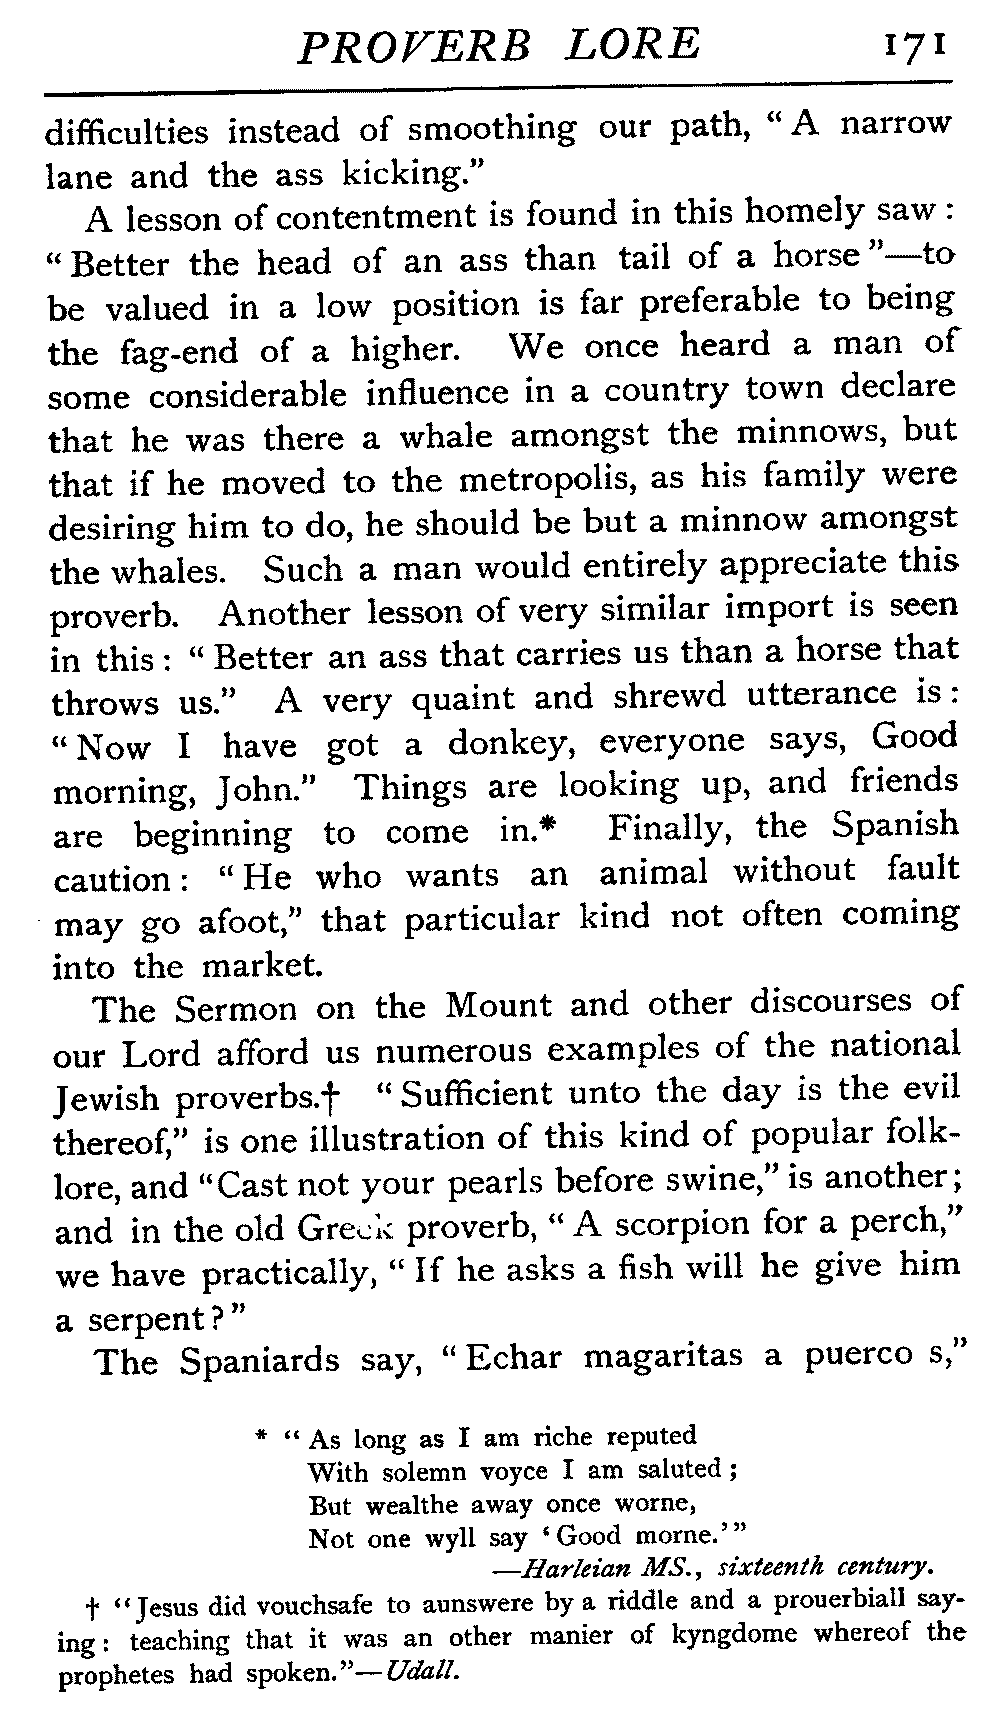 PROVERB LORE 171
difficulties instead of smoothing our path, “ A narrow
lane and the ass kicking.”
A lesson of contentment is found in this homely saw :
“ Better the head of an ass than tail of a horse ”—to
be valued in a low position is far preferable to being
the fag-end of a higher. We once heard a man of
some considerable influence in a country town declare
that he was there a whale amongst the minnows, but
that if he moved to the metropolis, as his family were
desiring him to do, he should be but a minnow amongst
the whales. Such a man would entirely appreciate this
proverb. Another lesson of very similar import is seen
in this : “ Better an ass that carries us than a horse that
throws us.” A very quaint and shrewd utterance is :
“ Now I have got a donkey, everyone says, Good
morning, John.” Things are looking up, and friends
are beginning to come in.* Finally, the Spanish
caution : “ He who wants an animal without fault
may go afoot,” that particular kind not often coming
into the market.
The Sermon on the Mount and other discourses of
our Lord afford us numerous examples of the national
Jewish proverbs.† “ Sufficient unto the day is the evil
thereof,” is one illustration of this kind of popular folk-
lore, and “Cast not your pearls before swine,” is another ;
and in the old Greek proverb, “ A scorpion for a perch,”
we have practically, “ If he asks a fish will he give him
a serpent ? ”
The Spaniards say, “ Echar magaritas a puerco s,”
* “ As long as I am riche reputed
With solemn voyce I am saluted ;
But wealthe away once worne,
Not one wyll say ‘ Good morne.’ ”
—Harleian MS., sixteenth century.
† “Jesus did vouchsafe to aunswere by a riddle and a prouerbiall say-
ing : teaching that it was an other manier of kyngdome whereof the
prophetes had spoken.”—Udall.